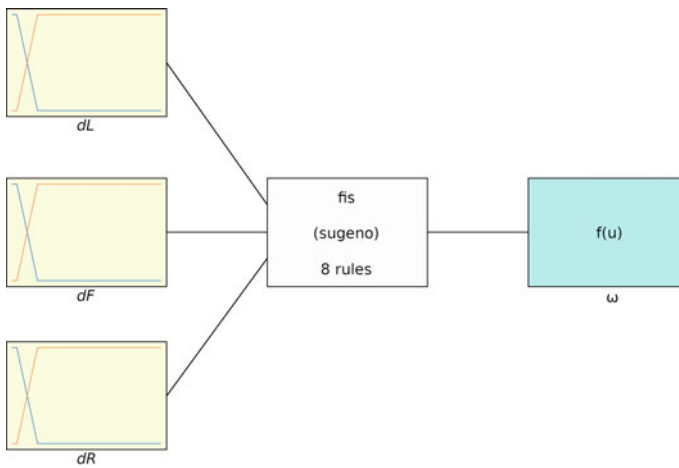 dL
dF
dR
fis
(sugeno)
8 rules
f(u)
ω